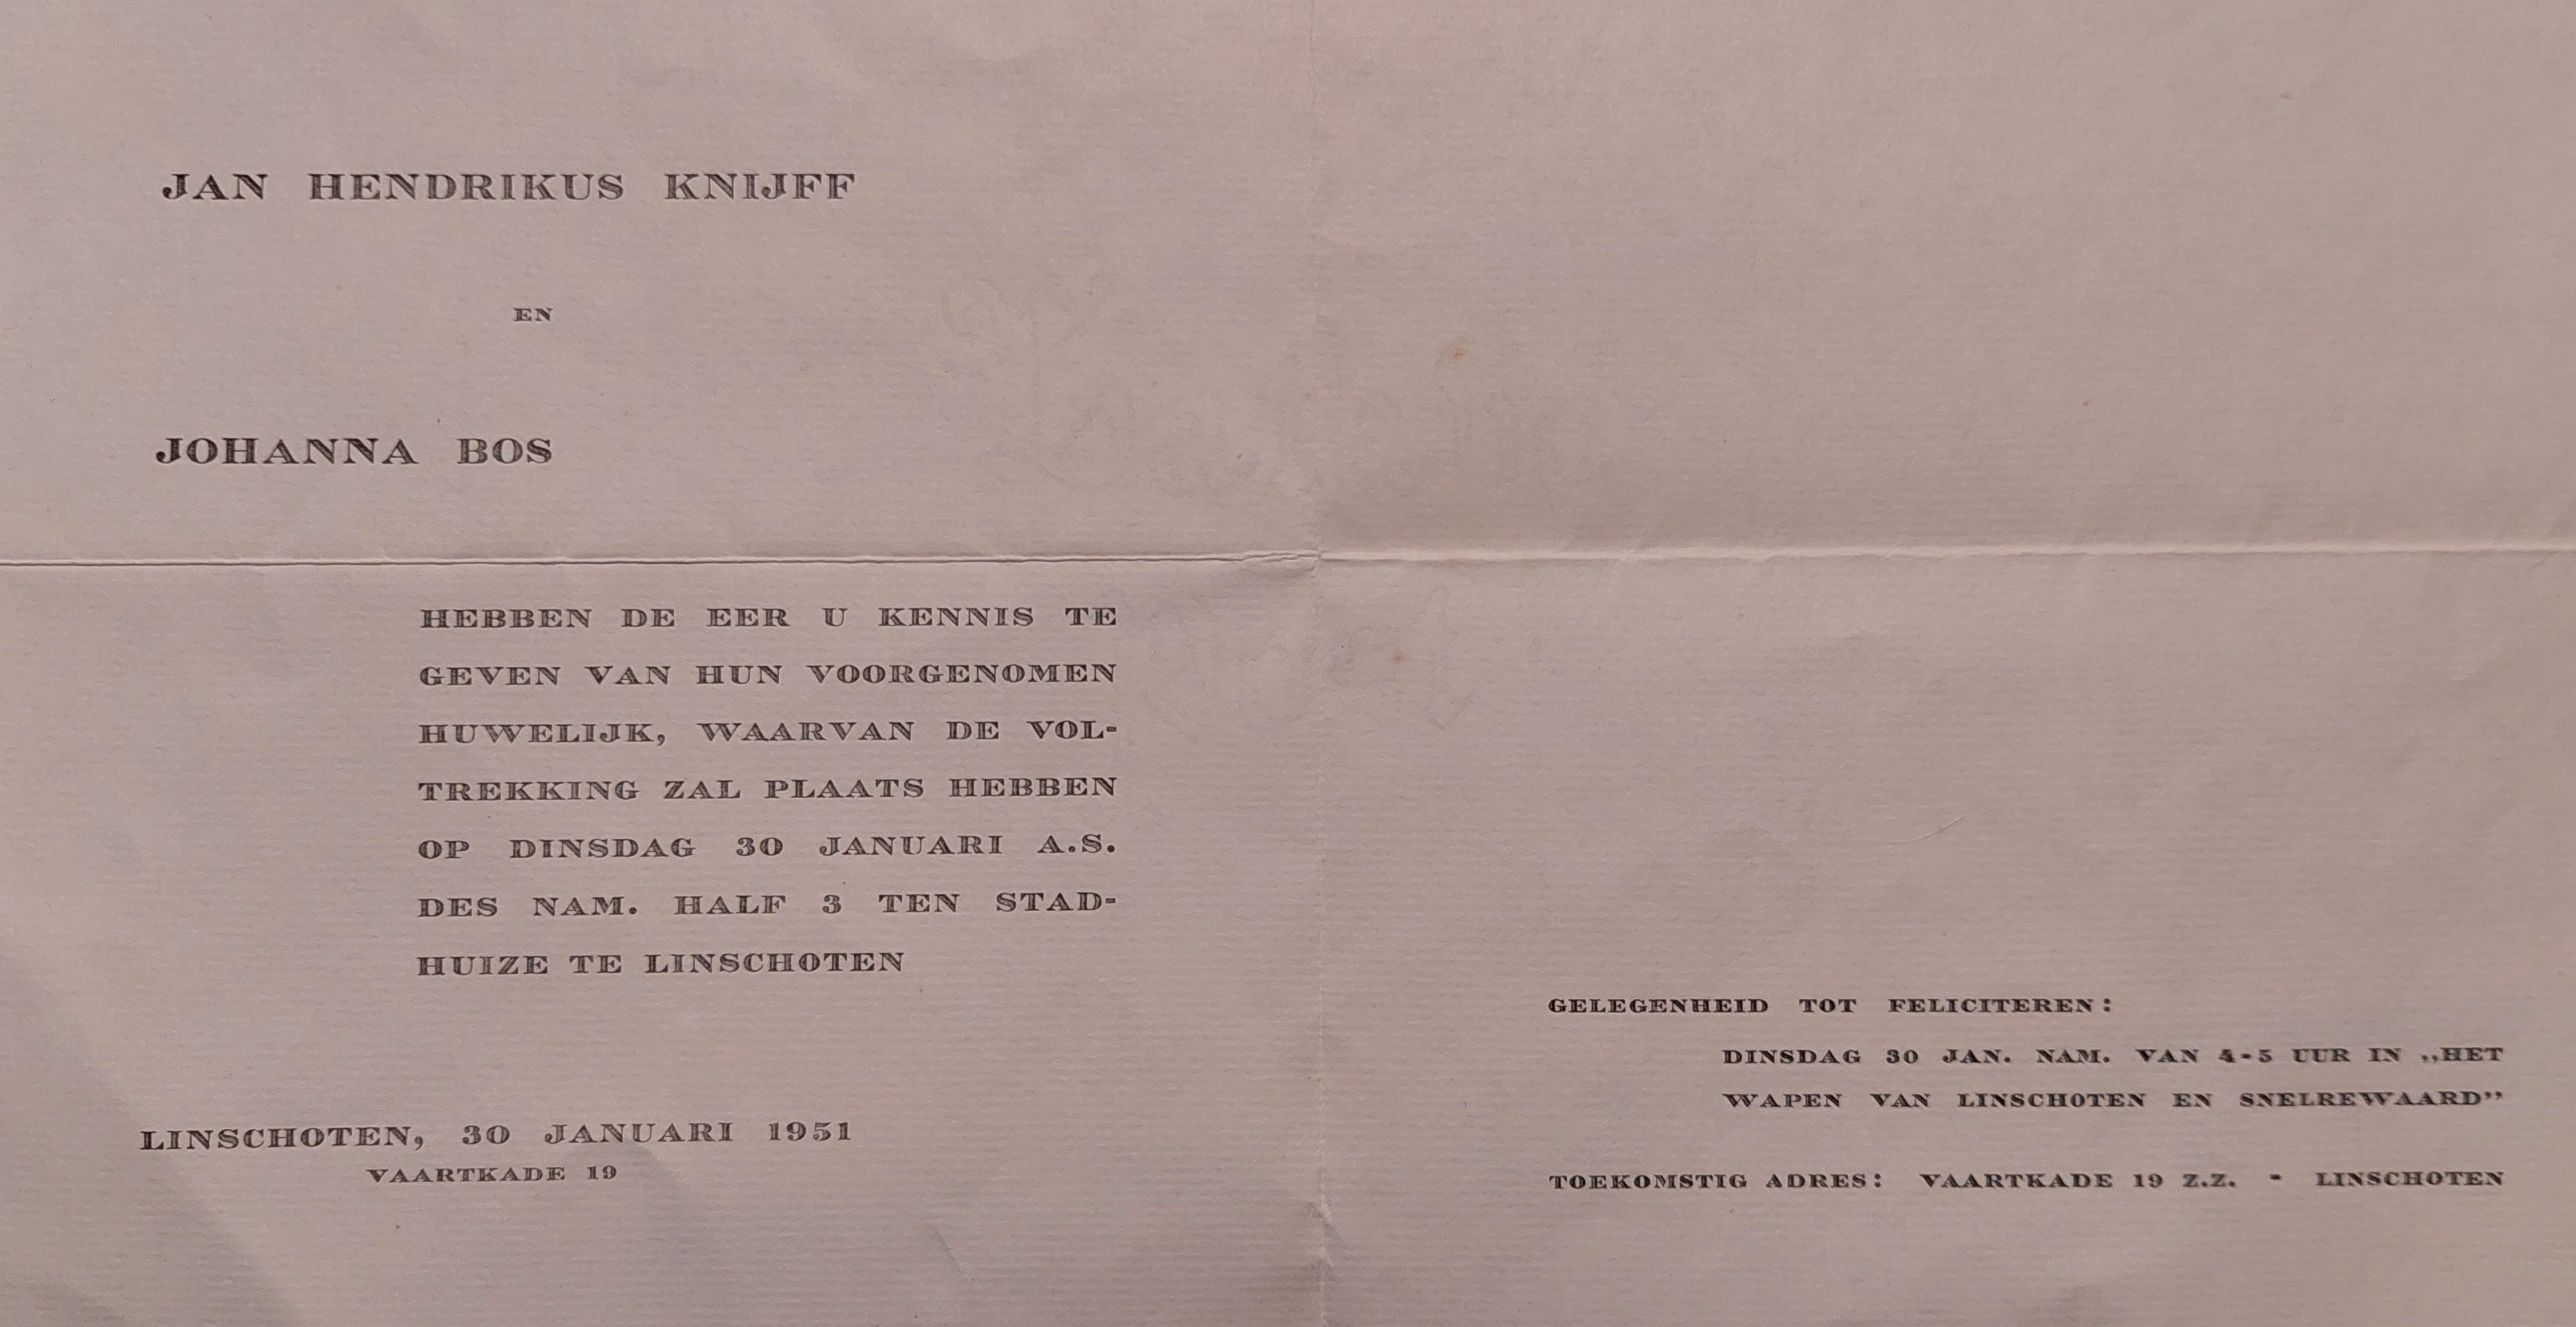 JAN HENDRIKUS KNIJFF
EN
JOHANNA BOS
HEBBEN DE EER U KENNIS TE
GEVEN VAN HUN VOORGENOMEN
HUWELIJK, WAARVAN DE VOL-
TREKKING ZAL PLAATS HEBBEN
OP DINSDAG 30 JANUARI A.S.
DES NAM. HALF 3 TEN STAD-
HUIZE TE LINSCHOTEN
LINSCHOTEN, 30 JANUARI 1951
VAARTKADE 19
GELEGENHEID TOT FELICITEREN:
DINSDAG 30 JAN. NAM. VAN 4-5 UUR IN ,,HET
WAPEN VAN LINSCHOTEN EN SNELREWAARD"
TOEKOMSTIG ADRES: VAARTKADE 19 Z.Z. - LINSCHOTEN